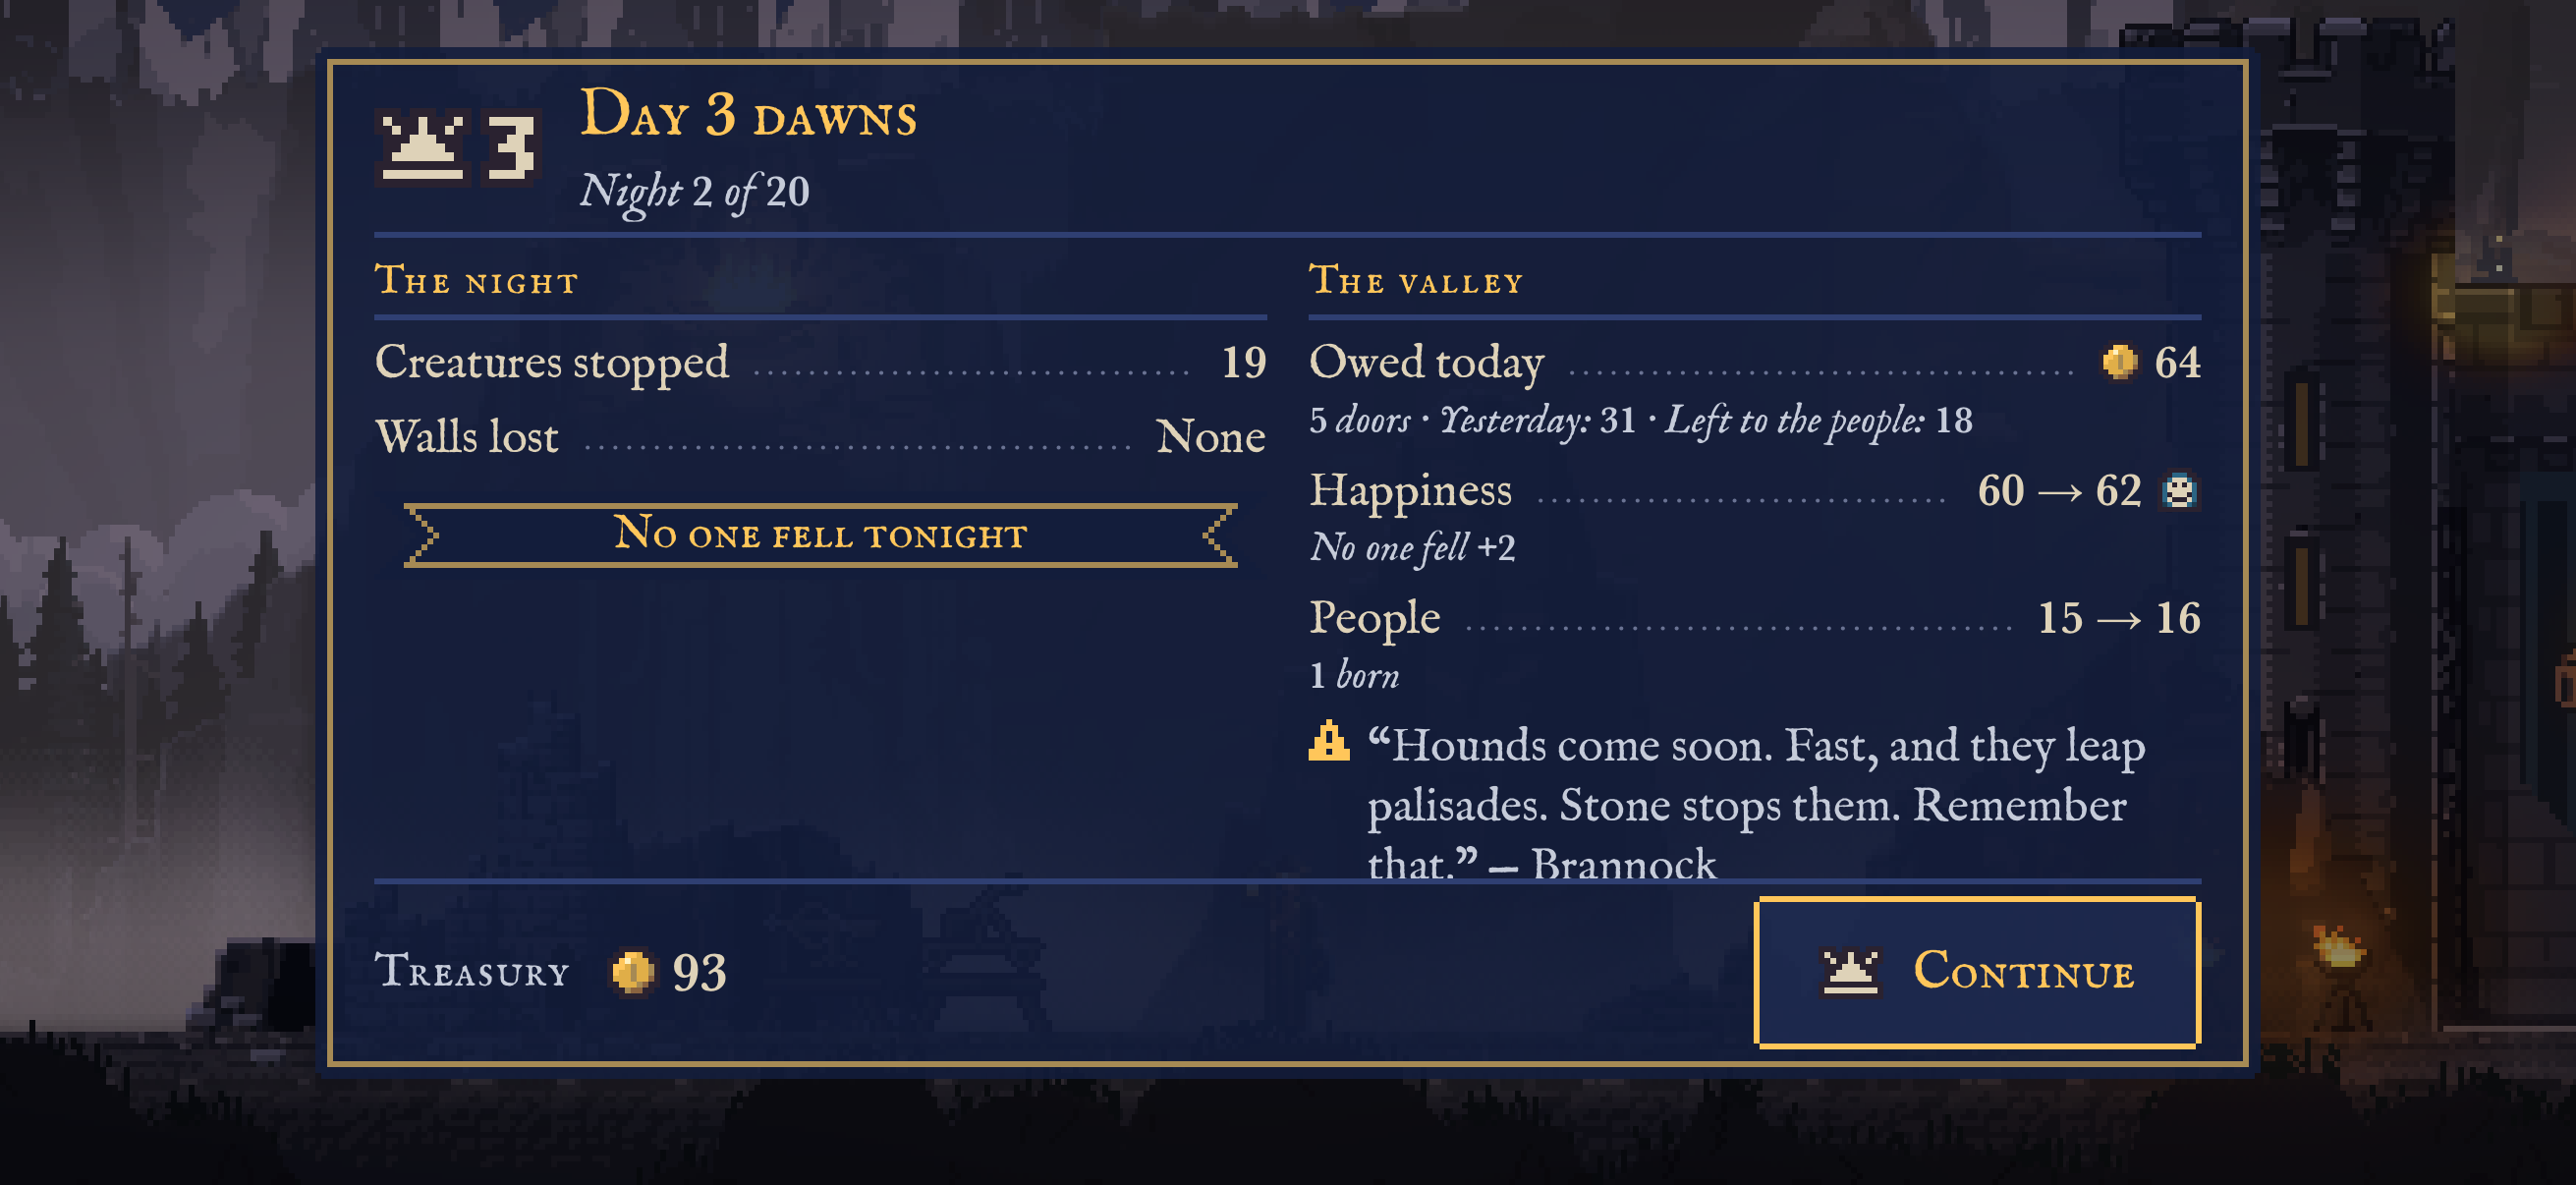 3
Day 3 dawns
Night 2 of 20
The night
Creatures stopped 19
Walls lost None
No one fell tonight
The valley
Owed today 64
5 doors · Yesterday: 31 · Left to the people: 18
Happiness 60 → 62
No one fell +2
People 15 → 16
1 born
“Hounds come soon. Fast, and they leap
palisades. Stone stops them. Remember
that.” — Brannock
Treasury 93
Continue